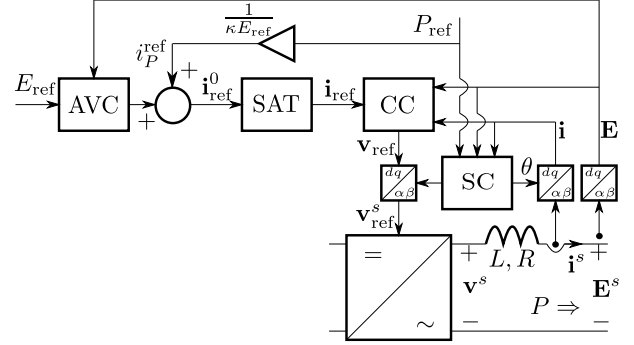 1
κE_ref
P_ref
i_P^ref
+
E_ref
AVC
+
i_ref^0
SAT
i_ref
CC
i
E
v_ref
dq
αβ
SC
θ
dq
αβ
dq
αβ
v_ref^s
=
∼
+
L, R
i^s
+
v^s
E^s
P ⇒
−
−